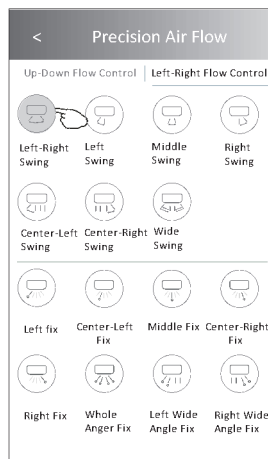 < Precision Air Flow
Up-Down Flow Control Left-Right Flow Control
Left-Right Left Middle Right
Swing Swing Swing Swing
Center-Left Center-Right Wide
Swing Swing Swing
Left fix Center-Left Middle Fix Center-Right
Fix Fix
Right Fix Whole Left Wide Right Wide
Anger Fix Angle Fix Angle Fix